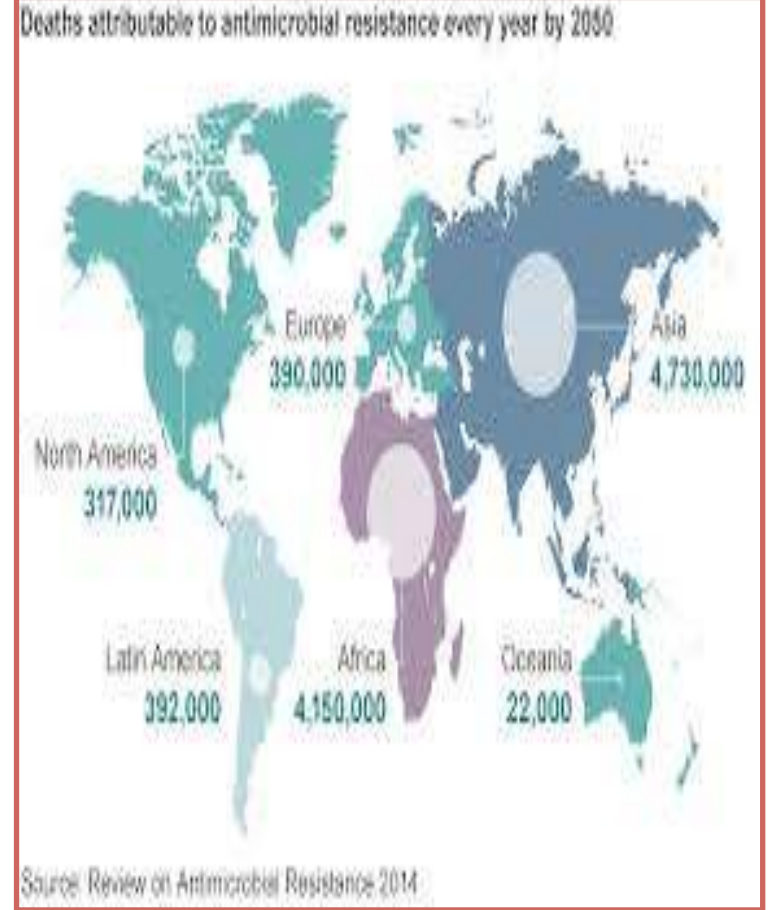 Deaths attributable to antimicrobial resistance every year by 2050
Europe
390,000
Asia
4,730,000
North America
317,000
Latin America
392,000
Africa
4,150,000
Oceania
22,000
Source: Review on Antimicrobial Resistance 2014